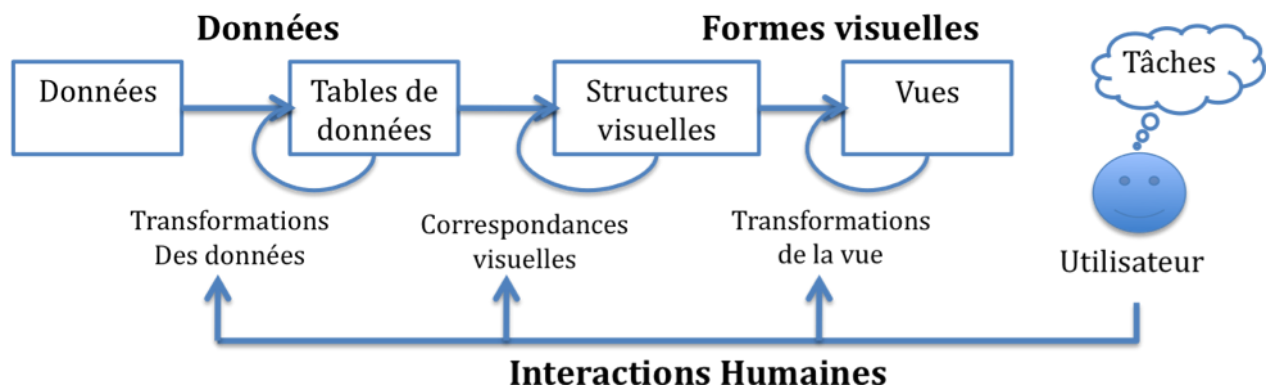 Données
Formes visuelles
Tâches
Données
Tables de
données
Structures
visuelles
Vues
Transformations
Des données
Correspondances
visuelles
Transformations
de la vue
Utilisateur
Interactions Humaines